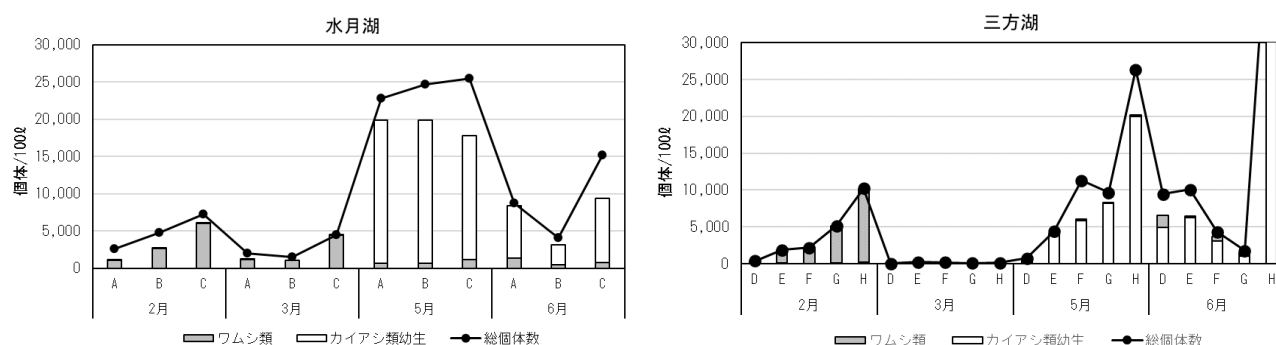 水月湖
個体/100ℓ
30,000
25,000
20,000
15,000
10,000
5,000
0
A B C A B C A B C A B C
2月 3月 5月 6月
ワムシ類 カイアシ類幼生 総個体数
三方湖
個体/100ℓ
30,000
25,000
20,000
15,000
10,000
5,000
0
D E F G H D E F G H D E F G H D E F G H
2月 3月 5月 6月
ワムシ類 カイアシ類幼生 総個体数